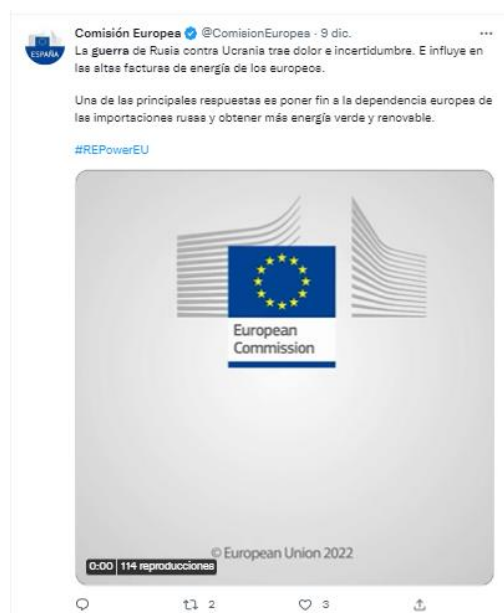 Comisión Europea @ComisionEuropea · 9 dic.
La guerra de Rusia contra Ucrania trae dolor e incertidumbre. E influye en
las altas facturas de energía de los europeos.
Una de las principales respuestas es poner fin a la dependencia europea de
las importaciones rusas y obtener más energía verde y renovable.
#REPowerEU
ESPAÑA
European
Commission
© European Union 2022
0:00 114 reproducciones
2 3